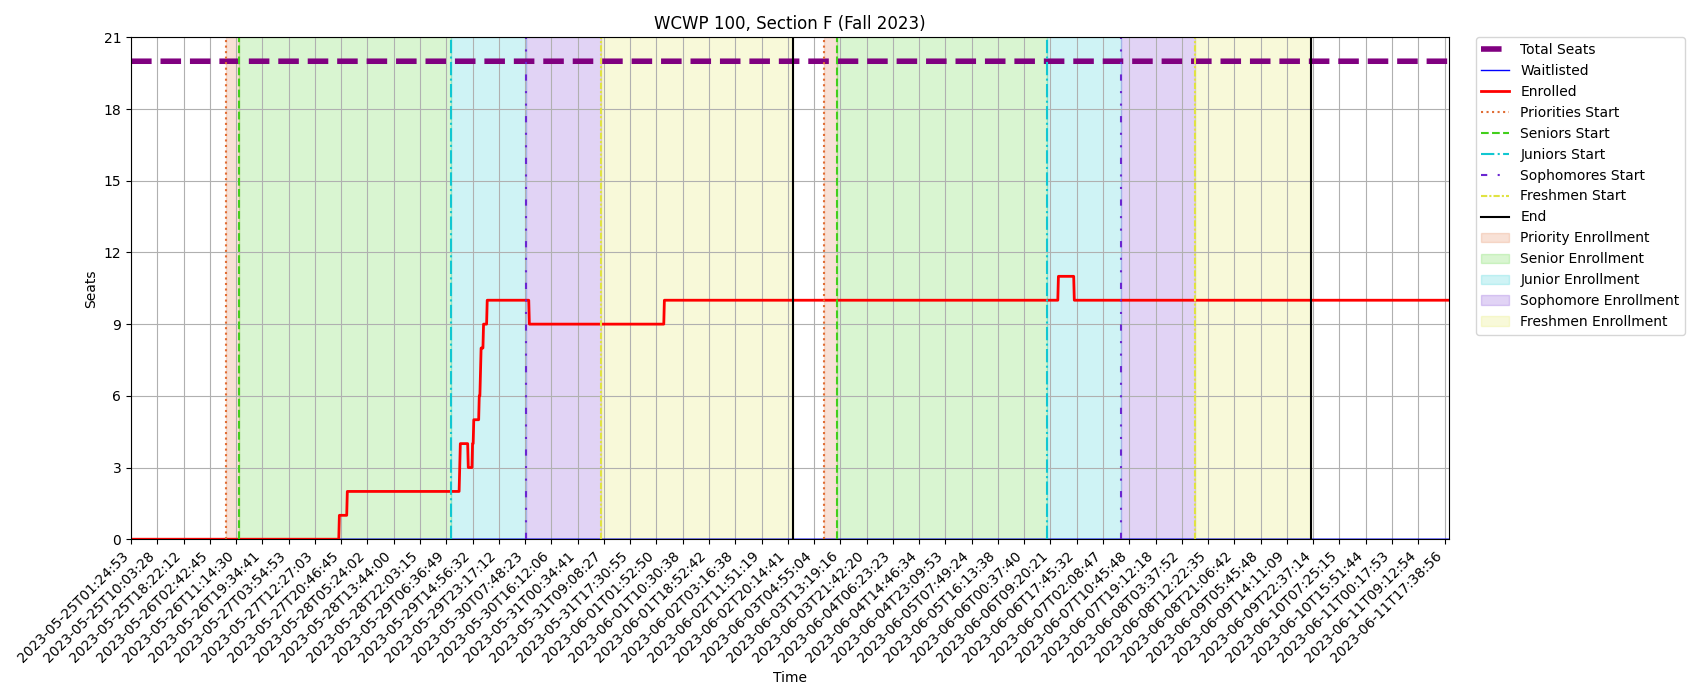 WCWP 100, Section F (Fall 2023)
21
18
15
12
9
6
3
0
Seats
2023-05-25T01:24:53
2023-05-25T10:03:28
2023-05-25T18:22:12
2023-05-26T02:42:45
2023-05-26T11:14:30
2023-05-26T19:34:41
2023-05-27T03:54:53
2023-05-27T12:27:03
2023-05-27T20:46:45
2023-05-28T05:24:02
2023-05-28T13:44:00
2023-05-28T22:03:15
2023-05-29T06:36:49
2023-05-29T14:56:32
2023-05-29T23:17:12
2023-05-30T07:48:23
2023-05-30T16:12:06
2023-05-31T00:34:41
2023-05-31T09:08:27
2023-05-31T17:30:55
2023-06-01T01:52:50
2023-06-01T10:30:38
2023-06-01T18:52:42
2023-06-02T03:16:38
2023-06-02T11:51:19
2023-06-02T20:14:41
2023-06-03T04:55:04
2023-06-03T13:19:16
2023-06-03T21:42:20
2023-06-04T06:23:23
2023-06-04T14:46:34
2023-06-04T23:09:53
2023-06-05T07:49:24
2023-06-05T16:13:38
2023-06-06T00:37:40
2023-06-06T09:20:21
2023-06-06T17:45:32
2023-06-07T02:08:47
2023-06-07T10:45:48
2023-06-07T19:12:18
2023-06-08T03:37:52
2023-06-08T12:22:35
2023-06-08T21:06:42
2023-06-09T05:45:48
2023-06-09T14:11:09
2023-06-09T22:37:14
2023-06-10T07:25:15
2023-06-10T15:51:44
2023-06-11T00:17:53
2023-06-11T09:12:54
2023-06-11T17:38:56
Time
Total Seats
Waitlisted
Enrolled
Priorities Start
Seniors Start
Juniors Start
Sophomores Start
Freshmen Start
End
Priority Enrollment
Senior Enrollment
Junior Enrollment
Sophomore Enrollment
Freshmen Enrollment